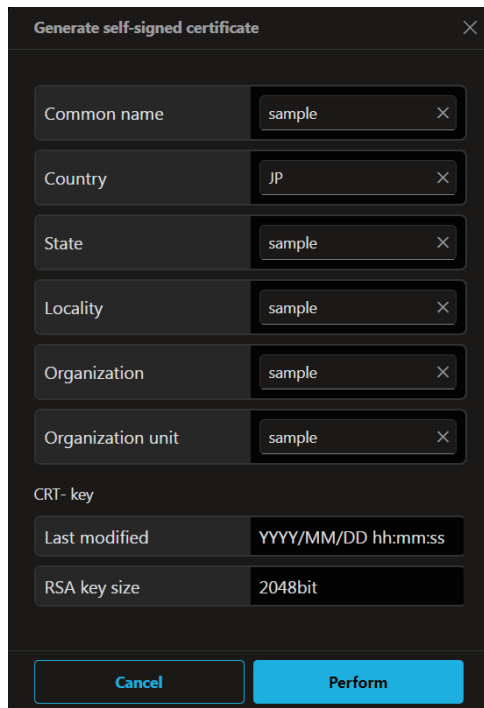 Generate self-signed certificate
Common name sample
Country JP
State sample
Locality sample
Organization sample
Organization unit sample
CRT- key
Last modified YYYY/MM/DD hh:mm:ss
RSA key size 2048bit
Cancel Perform